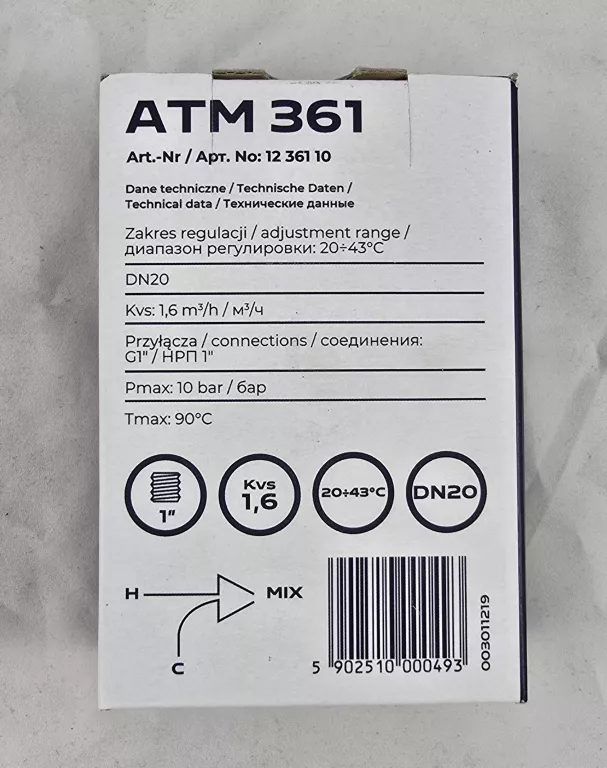 ATM 361
Art.-Nr / Арт. No: 12 361 10
Dane techniczne / Technische Daten /
Technical data / Технические данные
Zakres regulacji / adjustment range /
диапазон регулировки: 20÷43°C
DN20
Kvs: 1,6 m³/h / м³/ч
Przyłącza / connections / соединения:
G1" / НРП 1"
Pmax: 10 bar / бар
Tmax: 90°C
1"
Kvs
1,6
20÷43°C
DN20
H
MIX
C
5 902510 000493
003011219